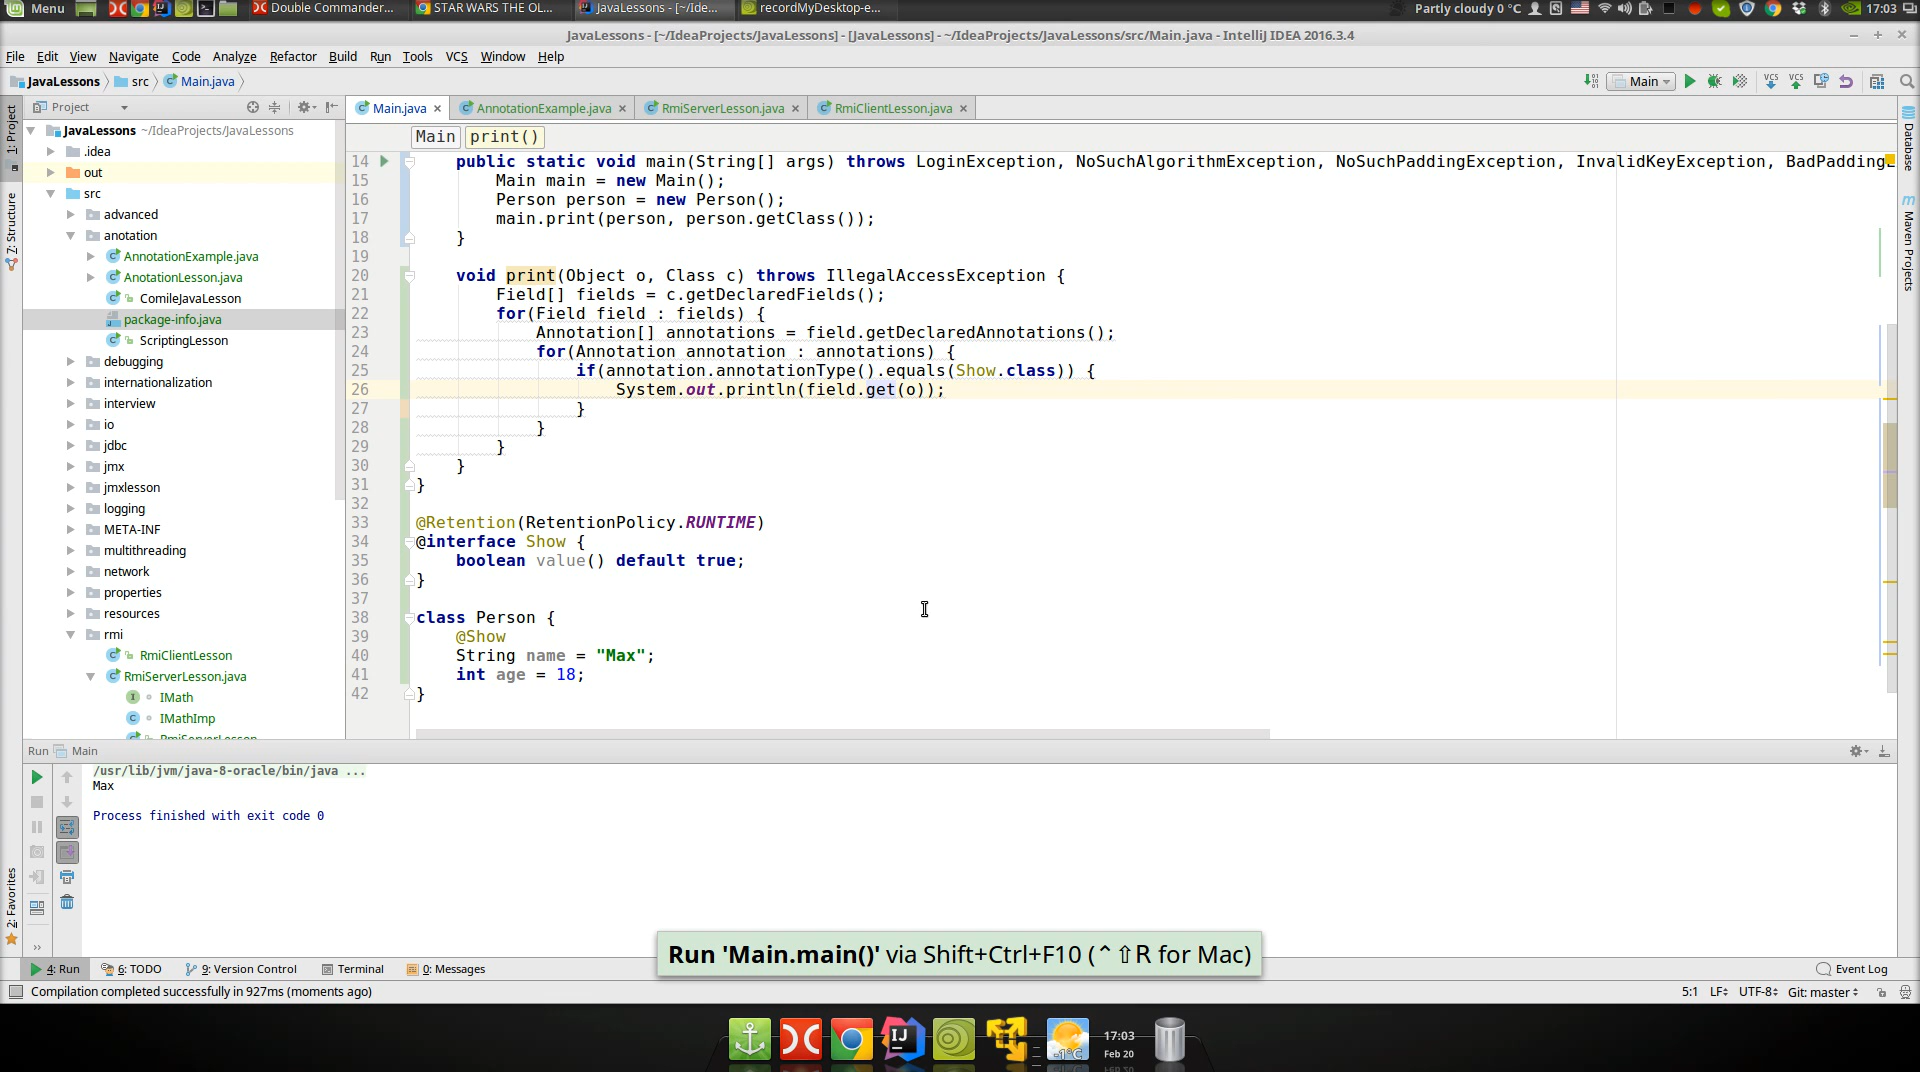 Menu
Double Commander...
STAR WARS THE OL...
JavaLessons - [~/Ide...
recordMyDesktop-e...
Partly cloudy 0 °C
17:03
JavaLessons - [~/IdeaProjects/JavaLessons] - [JavaLessons] - ~/IdeaProjects/JavaLessons/src/Main.java - IntelliJ IDEA 2016.3.4
File Edit View Navigate Code Analyze Refactor Build Run Tools VCS Window Help
JavaLessons src Main.java
Main
VCS VCS
Project
Main.java AnnotationExample.java RmiServerLesson.java RmiClientLesson.java
1: Project
7: Structure
2: Favorites
Database
Maven Projects
JavaLessons ~/IdeaProjects/JavaLessons
.idea
out
src
advanced
anotation
AnnotationExample.java
AnotationLesson.java
ComileJavaLesson
package-info.java
ScriptingLesson
debugging
internationalization
interview
io
jdbc
jmx
jmxlesson
logging
META-INF
multithreading
network
properties
resources
rmi
RmiClientLesson
RmiServerLesson.java
IMath
IMathImp
RmiServerLesson
Main print()
14 public static void main(String[] args) throws LoginException, NoSuchAlgorithmException, NoSuchPaddingException, InvalidKeyException, BadPaddingE
15 Main main = new Main();
16 Person person = new Person();
17 main.print(person, person.getClass());
18 }
19
20 void print(Object o, Class c) throws IllegalAccessException {
21 Field[] fields = c.getDeclaredFields();
22 for(Field field : fields) {
23 Annotation[] annotations = field.getDeclaredAnnotations();
24 for(Annotation annotation : annotations) {
25 if(annotation.annotationType().equals(Show.class)) {
26 System.out.println(field.get(o));
27 }
28 }
29 }
30 }
31 }
32
33 @Retention(RetentionPolicy.RUNTIME)
34 @interface Show {
35 boolean value() default true;
36 }
37
38 class Person {
39 @Show
40 String name = "Max";
41 int age = 18;
42 }
Run Main
/usr/lib/jvm/java-8-oracle/bin/java ...
Max
Process finished with exit code 0
Run 'Main.main()' via Shift+Ctrl+F10 (⌃⇧R for Mac)
4: Run 6: TODO 9: Version Control Terminal 0: Messages
Event Log
Compilation completed successfully in 927ms (moments ago)
5:1 LF÷ UTF-8÷ Git: master÷
IJ
-1°C
17:03
Feb 20